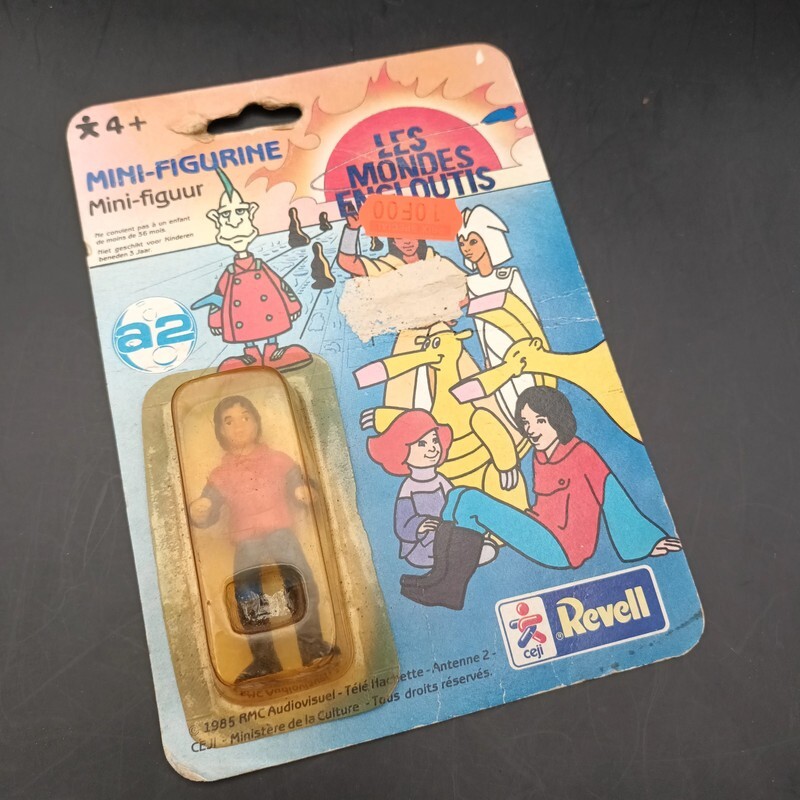 4+
MINI-FIGURINE
Mini-figuur
Ne convient pas à un enfant
de moins de 36 mois.
Niet geschikt voor kinderen
beneden 3 Jaar.
LES
MONDES
ENGLOUTIS
10F00
a2
ceji
Revell
®
© 1985 RMC Audiovisuel - Télé Hachette - Antenne 2 -
CEJI - Ministère de la Culture - Tous droits réservés.